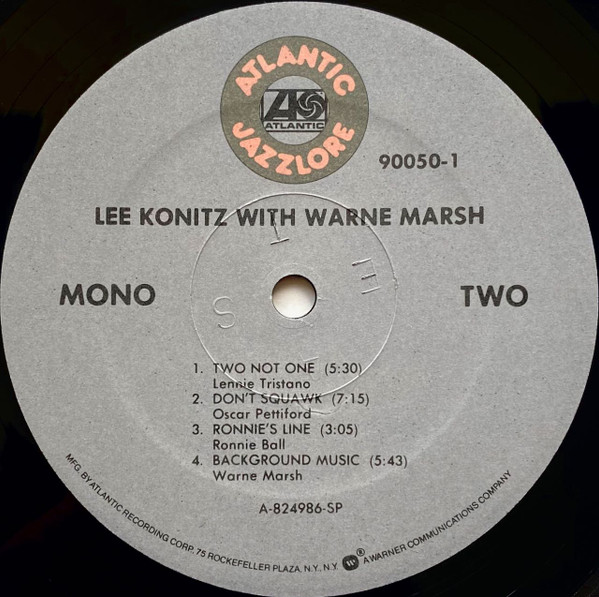 ATLANTIC
ATLANTIC
JAZZLORE
90050-1
LEE KONITZ WITH WARNE MARSH
MONO
TWO
1. TWO NOT ONE (5:30)
Lennie Tristano
2. DON'T SQUAWK (7:15)
Oscar Pettiford
3. RONNIE'S LINE (3:05)
Ronnie Ball
4. BACKGROUND MUSIC (5:43)
Warne Marsh
A-824986-SP
MFG. BY ATLANTIC RECORDING CORP. 75 ROCKEFELLER PLAZA, N.Y., N.Y. ® A WARNER COMMUNICATIONS COMPANY